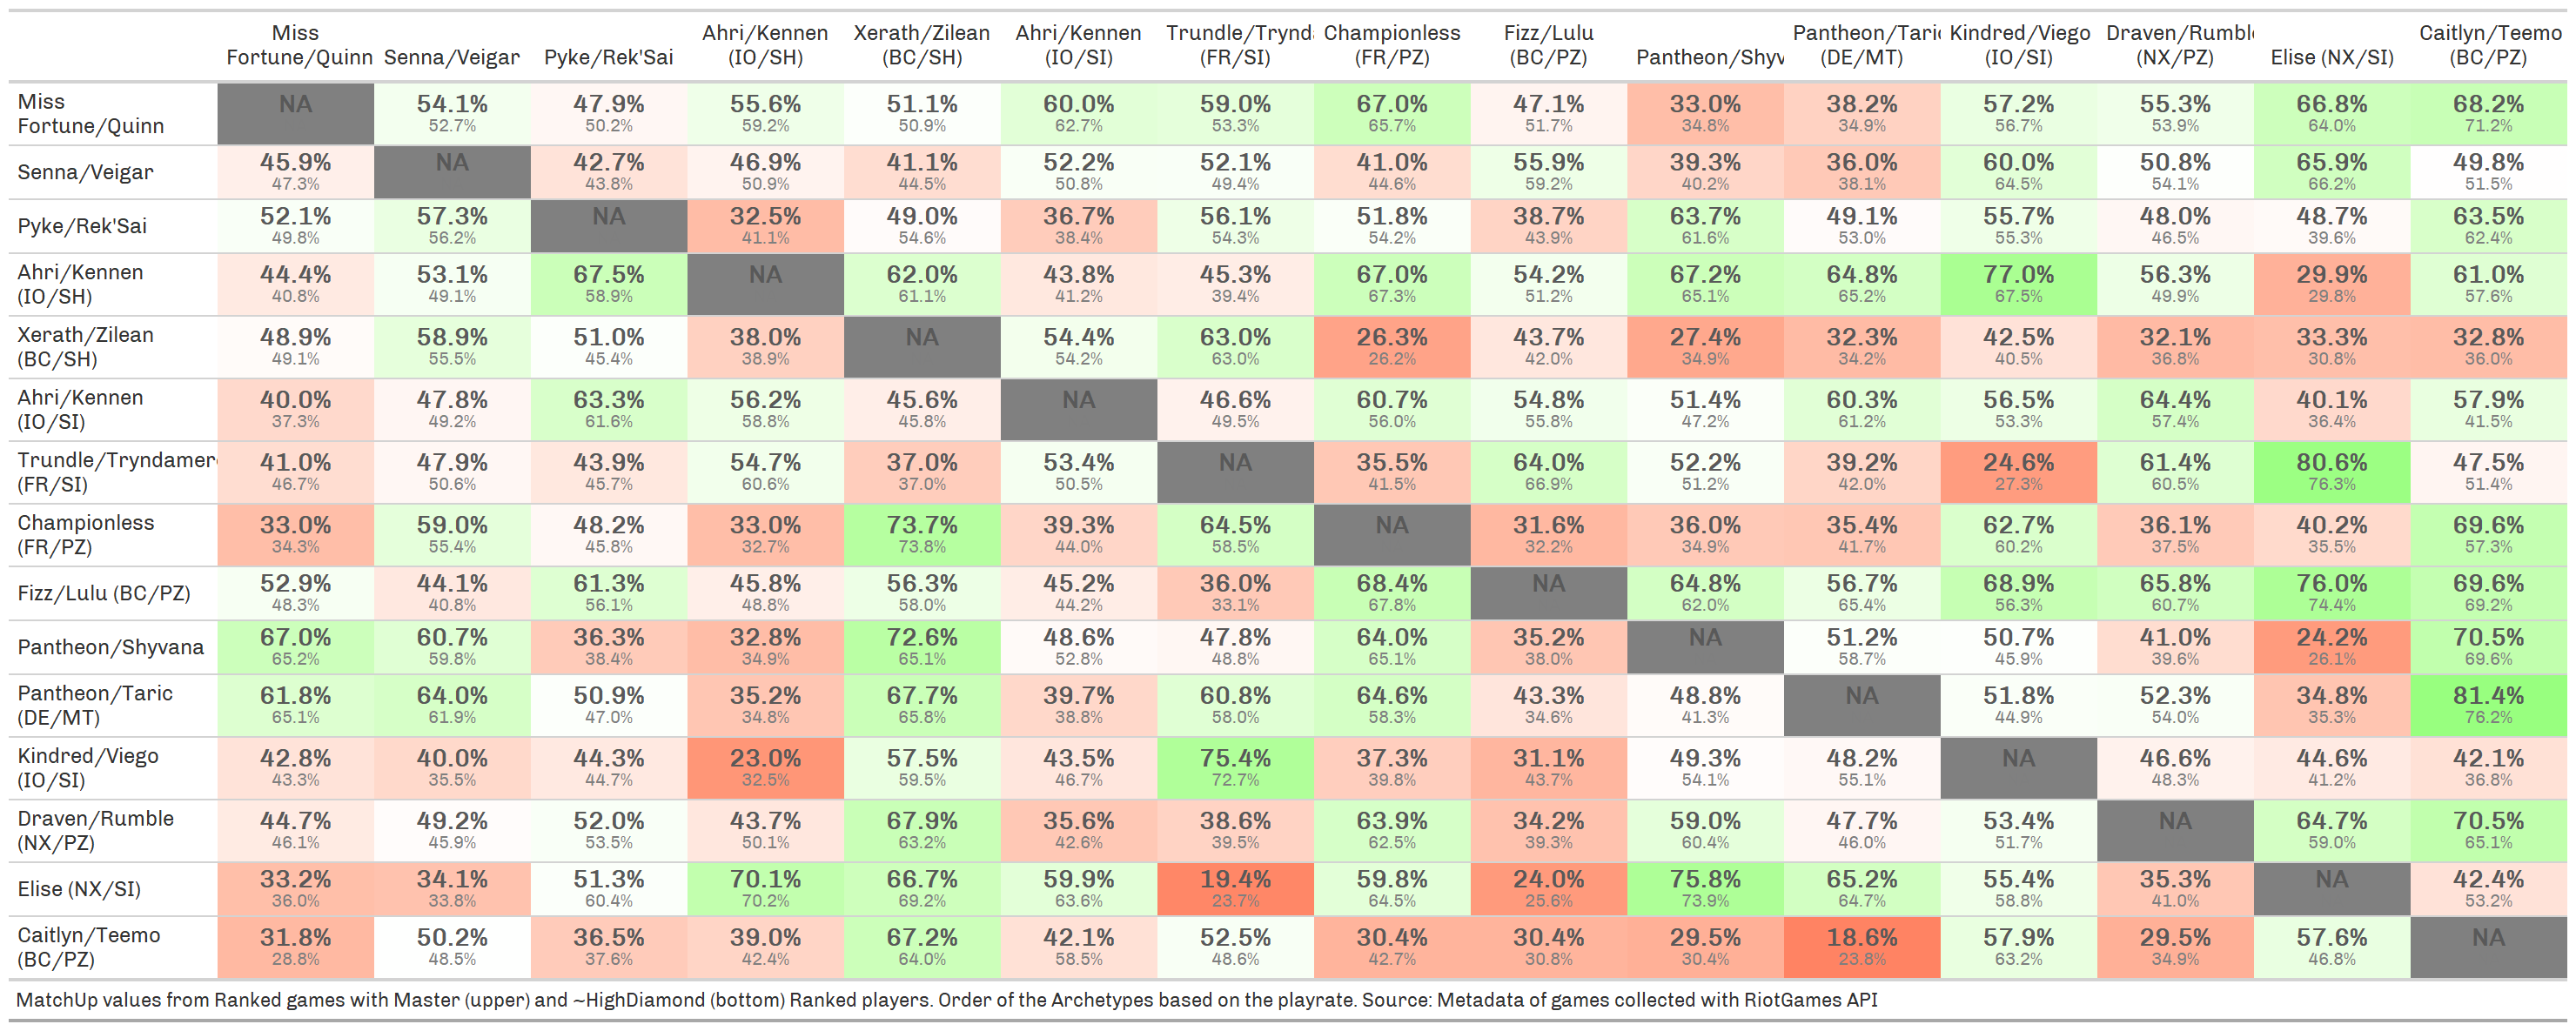 Miss Fortune/Quinn Senna/Veigar Pyke/Rek'Sai Ahri/Kennen (IO/SH) Xerath/Zilean (BC/SH) Ahri/Kennen (IO/SI) Trundle/Trynd (FR/SI) Championless (FR/PZ) Fizz/Lulu (BC/PZ) Pantheon/Shyv Pantheon/Taric (DE/MT) Kindred/Viego (IO/SI) Draven/Rumble (NX/PZ) Elise (NX/SI) Caitlyn/Teemo (BC/PZ)
Miss Fortune/Quinn NA 54.1% 47.9% 55.6% 51.1% 60.0% 59.0% 67.0% 47.1% 33.0% 38.2% 57.2% 55.3% 66.8% 68.2%
52.7% 50.2% 59.2% 50.9% 62.7% 53.3% 65.7% 51.7% 34.8% 34.9% 56.7% 53.9% 64.0% 71.2%
Senna/Veigar 45.9% NA 42.7% 46.9% 41.1% 52.2% 52.1% 41.0% 55.9% 39.3% 36.0% 60.0% 50.8% 65.9% 49.8%
47.3% 43.8% 50.9% 44.5% 50.8% 49.4% 44.6% 59.2% 40.2% 38.1% 64.5% 54.1% 66.2% 51.5%
Pyke/Rek'Sai 52.1% 57.3% NA 32.5% 49.0% 36.7% 56.1% 51.8% 38.7% 63.7% 49.1% 55.7% 48.0% 48.7% 63.5%
49.8% 56.2% 41.1% 54.6% 38.4% 54.3% 54.2% 43.9% 61.6% 53.0% 55.3% 46.5% 39.6% 62.4%
Ahri/Kennen (IO/SH) 44.4% 53.1% 67.5% NA 62.0% 43.8% 45.3% 67.0% 54.2% 67.2% 64.8% 77.0% 56.3% 29.9% 61.0%
40.8% 49.1% 58.9% 61.1% 41.2% 39.4% 67.3% 51.2% 65.1% 65.2% 67.5% 49.9% 29.8% 57.6%
Xerath/Zilean (BC/SH) 48.9% 58.9% 51.0% 38.0% NA 54.4% 63.0% 26.3% 43.7% 27.4% 32.3% 42.5% 32.1% 33.3% 32.8%
49.1% 55.5% 45.4% 38.9% 54.2% 63.0% 26.2% 42.0% 34.9% 34.2% 40.5% 36.8% 30.8% 36.0%
Ahri/Kennen (IO/SI) 40.0% 47.8% 63.3% 56.2% 45.6% NA 46.6% 60.7% 54.8% 51.4% 60.3% 56.5% 64.4% 40.1% 57.9%
37.3% 49.2% 61.6% 58.8% 45.8% 49.5% 56.0% 55.8% 47.2% 61.2% 53.3% 57.4% 36.4% 41.5%
Trundle/Tryndamer (FR/SI) 41.0% 47.9% 43.9% 54.7% 37.0% 53.4% NA 35.5% 64.0% 52.2% 39.2% 24.6% 61.4% 80.6% 47.5%
46.7% 50.6% 45.7% 60.6% 37.0% 50.5% 41.5% 66.9% 51.2% 42.0% 27.3% 60.5% 76.3% 51.4%
Championless (FR/PZ) 33.0% 59.0% 48.2% 33.0% 73.7% 39.3% 64.5% NA 31.6% 36.0% 35.4% 62.7% 36.1% 40.2% 69.6%
34.3% 55.4% 45.8% 32.7% 73.8% 44.0% 58.5% 32.2% 34.9% 41.7% 60.2% 37.5% 35.5% 57.3%
Fizz/Lulu (BC/PZ) 52.9% 44.1% 61.3% 45.8% 56.3% 45.2% 36.0% 68.4% NA 64.8% 56.7% 68.9% 65.8% 76.0% 69.6%
48.3% 40.8% 56.1% 48.8% 58.0% 44.2% 33.1% 67.8% 62.0% 65.4% 56.3% 60.7% 74.4% 69.2%
Pantheon/Shyvana 67.0% 60.7% 36.3% 32.8% 72.6% 48.6% 47.8% 64.0% 35.2% NA 51.2% 50.7% 41.0% 24.2% 70.5%
65.2% 59.8% 38.4% 34.9% 65.1% 52.8% 48.8% 65.1% 38.0% 58.7% 45.9% 39.6% 26.1% 69.6%
Pantheon/Taric (DE/MT) 61.8% 64.0% 50.9% 35.2% 67.7% 39.7% 60.8% 64.6% 43.3% 48.8% NA 51.8% 52.3% 34.8% 81.4%
65.1% 61.9% 47.0% 34.8% 65.8% 38.8% 58.0% 58.3% 34.6% 41.3% 44.9% 54.0% 35.3% 76.2%
Kindred/Viego (IO/SI) 42.8% 40.0% 44.3% 23.0% 57.5% 43.5% 75.4% 37.3% 31.1% 49.3% 48.2% NA 46.6% 44.6% 42.1%
43.3% 35.5% 44.7% 32.5% 59.5% 46.7% 72.7% 39.8% 43.7% 54.1% 55.1% 48.3% 41.2% 36.8%
Draven/Rumble (NX/PZ) 44.7% 49.2% 52.0% 43.7% 67.9% 35.6% 38.6% 63.9% 34.2% 59.0% 47.7% 53.4% NA 64.7% 70.5%
46.1% 45.9% 53.5% 50.1% 63.2% 42.6% 39.5% 62.5% 39.3% 60.4% 46.0% 51.7% 59.0% 65.1%
Elise (NX/SI) 33.2% 34.1% 51.3% 70.1% 66.7% 59.9% 19.4% 59.8% 24.0% 75.8% 65.2% 55.4% 35.3% NA 42.4%
36.0% 33.8% 60.4% 70.2% 69.2% 63.6% 23.7% 64.5% 25.6% 73.9% 64.7% 58.8% 41.0% 53.2%
Caitlyn/Teemo (BC/PZ) 31.8% 50.2% 36.5% 39.0% 67.2% 42.1% 52.5% 30.4% 30.4% 29.5% 18.6% 57.9% 29.5% 57.6% NA
28.8% 48.5% 37.6% 42.4% 64.0% 58.5% 48.6% 42.7% 30.8% 30.4% 23.8% 63.2% 34.9% 46.8%
MatchUp values from Ranked games with Master (upper) and ~HighDiamond (bottom) Ranked players. Order of the Archetypes based on the playrate. Source: Metadata of games collected with RiotGames API